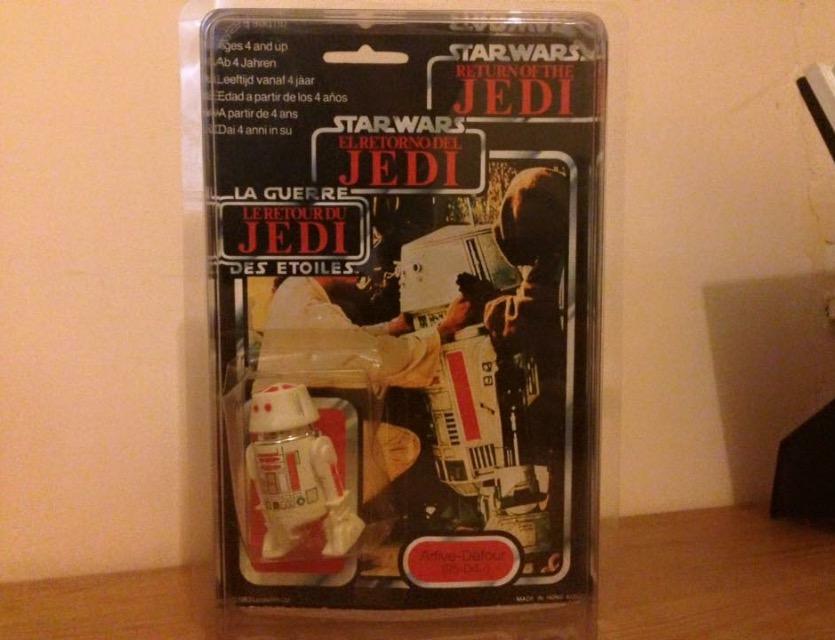 Ages 4 and up
Ab 4 Jahren
Leeftijd vanaf 4 jaar
Edad a partir de los 4 años
A partir de 4 ans
Dai 4 anni in su
STAR WARS
RETURN OF THE
JEDI
STAR WARS
EL RETORNO DEL
JEDI
LA GUERRE
LE RETOUR DU
JEDI
DES ETOILES
Arfive-Defour
(R5-D4)
MADE IN HONG KONG